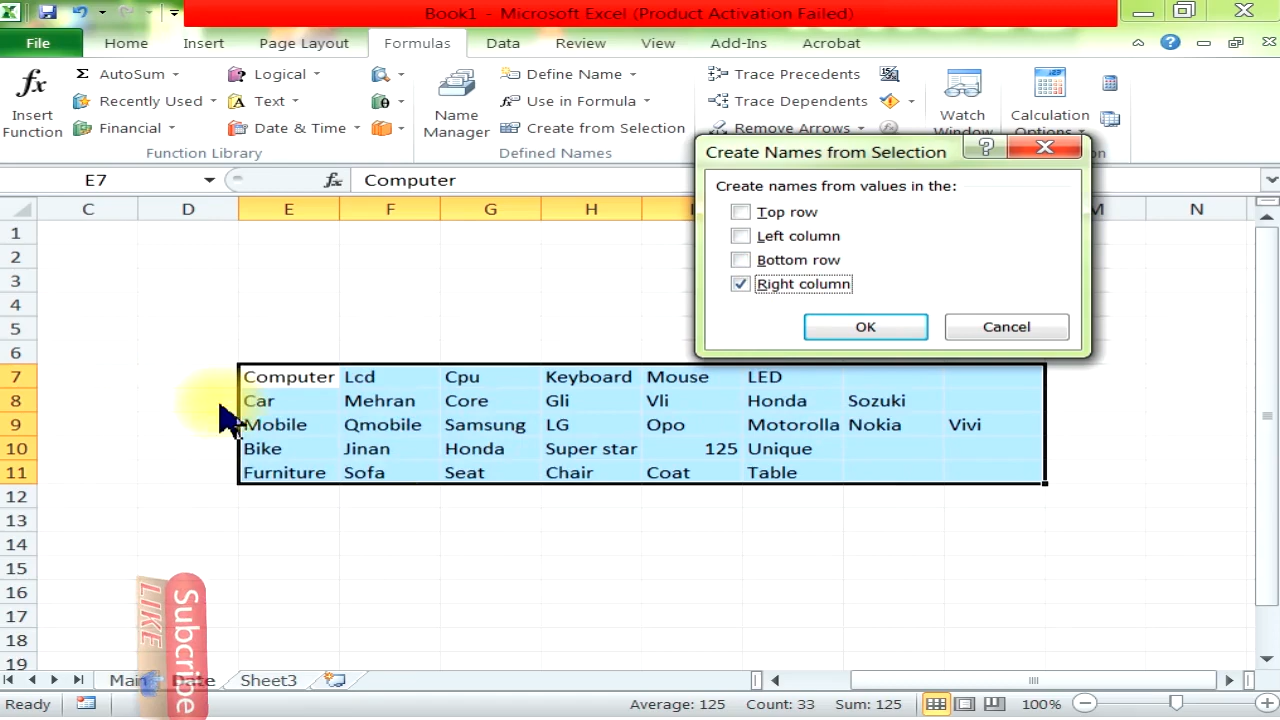 Book1 - Microsoft Excel (Product Activation Failed)
File Home Insert Page Layout Formulas Data Review View Add-Ins Acrobat
Σ AutoSum Logical Define Name Trace Precedents
fx Recently Used Text fx Use in Formula Trace Dependents
Insert Function Financial Date & Time Name Manager Create from Selection Remove Arrows Watch Window Calculation Options
Function Library Defined Names
E7 fx Computer
Create Names from Selection
Create names from values in the:
Top row
Left column
Bottom row
Right column
OK Cancel
C D E F G H M N
1
2
3
4
5
6
7 Computer Lcd Cpu Keyboard Mouse LED
8 Car Mehran Core Gli Vli Honda Sozuki
9 Mobile Qmobile Samsung LG Opo Motorolla Nokia Vivi
10 Bike Jinan Honda Super star 125 Unique
11 Furniture Sofa Seat Chair Coat Table
12
13
14
15
16
17
18
19
LIKE
Subcribe
Main Date Sheet3
Ready Average: 125 Count: 33 Sum: 125 100%